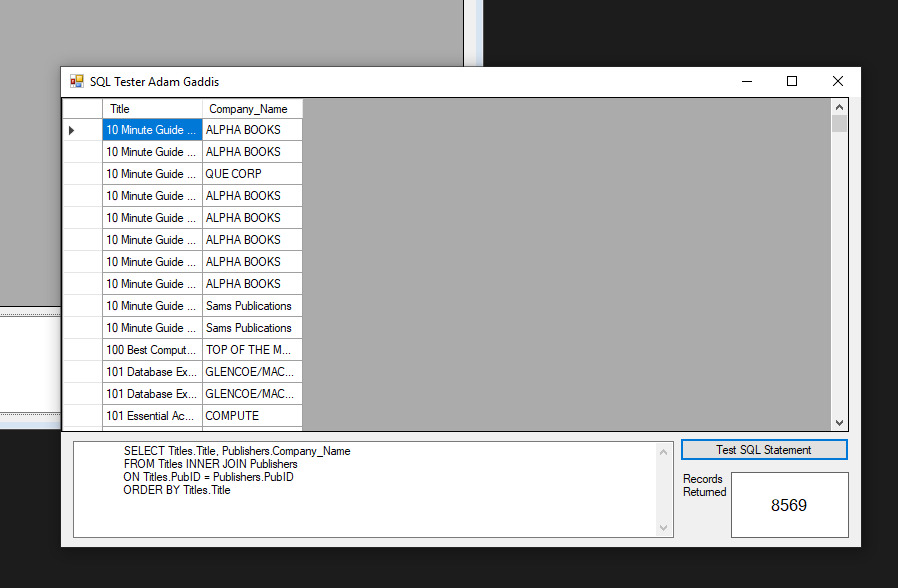 SQL Tester Adam Gaddis
Title Company_Name
10 Minute Guide ... ALPHA BOOKS
10 Minute Guide ... ALPHA BOOKS
10 Minute Guide ... QUE CORP
10 Minute Guide ... ALPHA BOOKS
10 Minute Guide ... ALPHA BOOKS
10 Minute Guide ... ALPHA BOOKS
10 Minute Guide ... ALPHA BOOKS
10 Minute Guide ... ALPHA BOOKS
10 Minute Guide ... Sams Publications
10 Minute Guide ... Sams Publications
100 Best Comput... TOP OF THE M...
101 Database Ex... GLENCOE/MAC...
101 Database Ex... GLENCOE/MAC...
101 Essential Ac... COMPUTE
SELECT Titles.Title, Publishers.Company_Name
FROM Titles INNER JOIN Publishers
ON Titles.PubID = Publishers.PubID
ORDER BY Titles.Title
Test SQL Statement
Records
Returned
8569